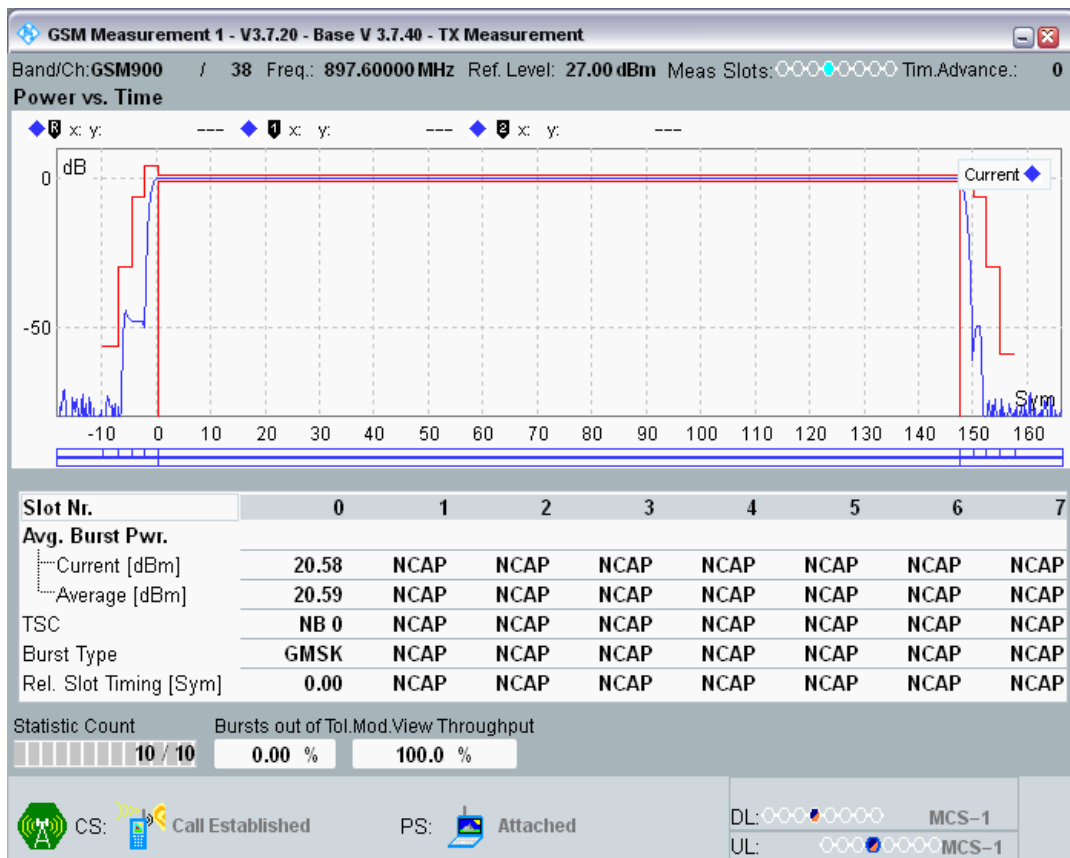 GSM Measurement 1 - V3.7.20 - Base V 3.7.40 - TX Measurement
Band/Ch:GSM900 / 38 Freq.: 897.60000 MHz Ref. Level: 27.00 dBm Meas Slots: Tim.Advance.: 0
Power vs. Time
R x: y: --- 1 x: y: --- 2 x: y: ---
dB
Current
0
-50
Sym
-10 0 10 20 30 40 50 60 70 80 90 100 110 120 130 140 150 160
Slot Nr. 0 1 2 3 4 5 6 7
Avg. Burst Pwr.
Current [dBm] 20.58 NCAP NCAP NCAP NCAP NCAP NCAP NCAP
Average [dBm] 20.59 NCAP NCAP NCAP NCAP NCAP NCAP NCAP
TSC NB 0 NCAP NCAP NCAP NCAP NCAP NCAP NCAP
Burst Type GMSK NCAP NCAP NCAP NCAP NCAP NCAP NCAP
Rel. Slot Timing [Sym] 0.00 NCAP NCAP NCAP NCAP NCAP NCAP NCAP
Statistic Count Bursts out of Tol.Mod.View Throughput
10 / 10 0.00 % 100.0 %
CS: Call Established PS: Attached
DL: MCS-1
UL: MCS-1